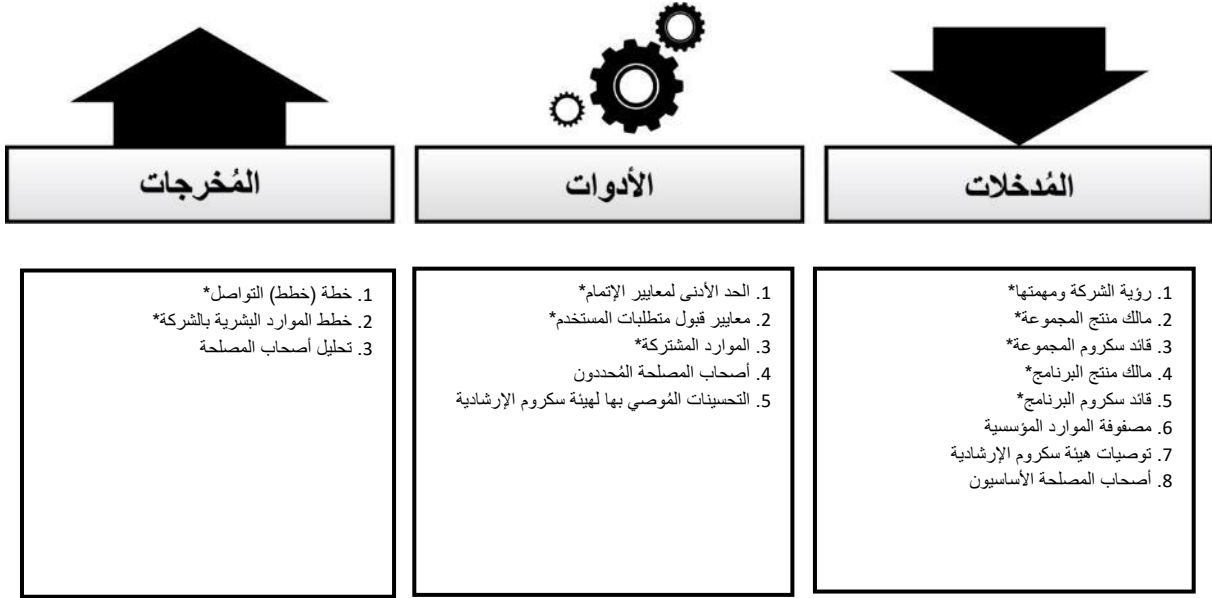 المُدخلات
1. رؤية الشركة ومهمتها*
2. مالك منتج المجموعة*
3. قائد سكروم المجموعة*
4. مالك منتج البرنامج*
5. قائد سكروم البرنامج*
6. مصفوفة الموارد المؤسسية
7. توصيات هيئة سكروم الإرشادية
8. أصحاب المصلحة الأساسيون
الأدوات
1. الحد الأدنى لمعايير الإتمام*
2. معايير قبول متطلبات المستخدم*
3. الموارد المشتركة*
4. أصحاب المصلحة المُحددون
5. التحسينات المُوصي بها لهيئة سكروم الإرشادية
المُخرجات
1. خطة (خطط) التواصل*
2. خطط الموارد البشرية بالشركة*
3. تحليل أصحاب المصلحة